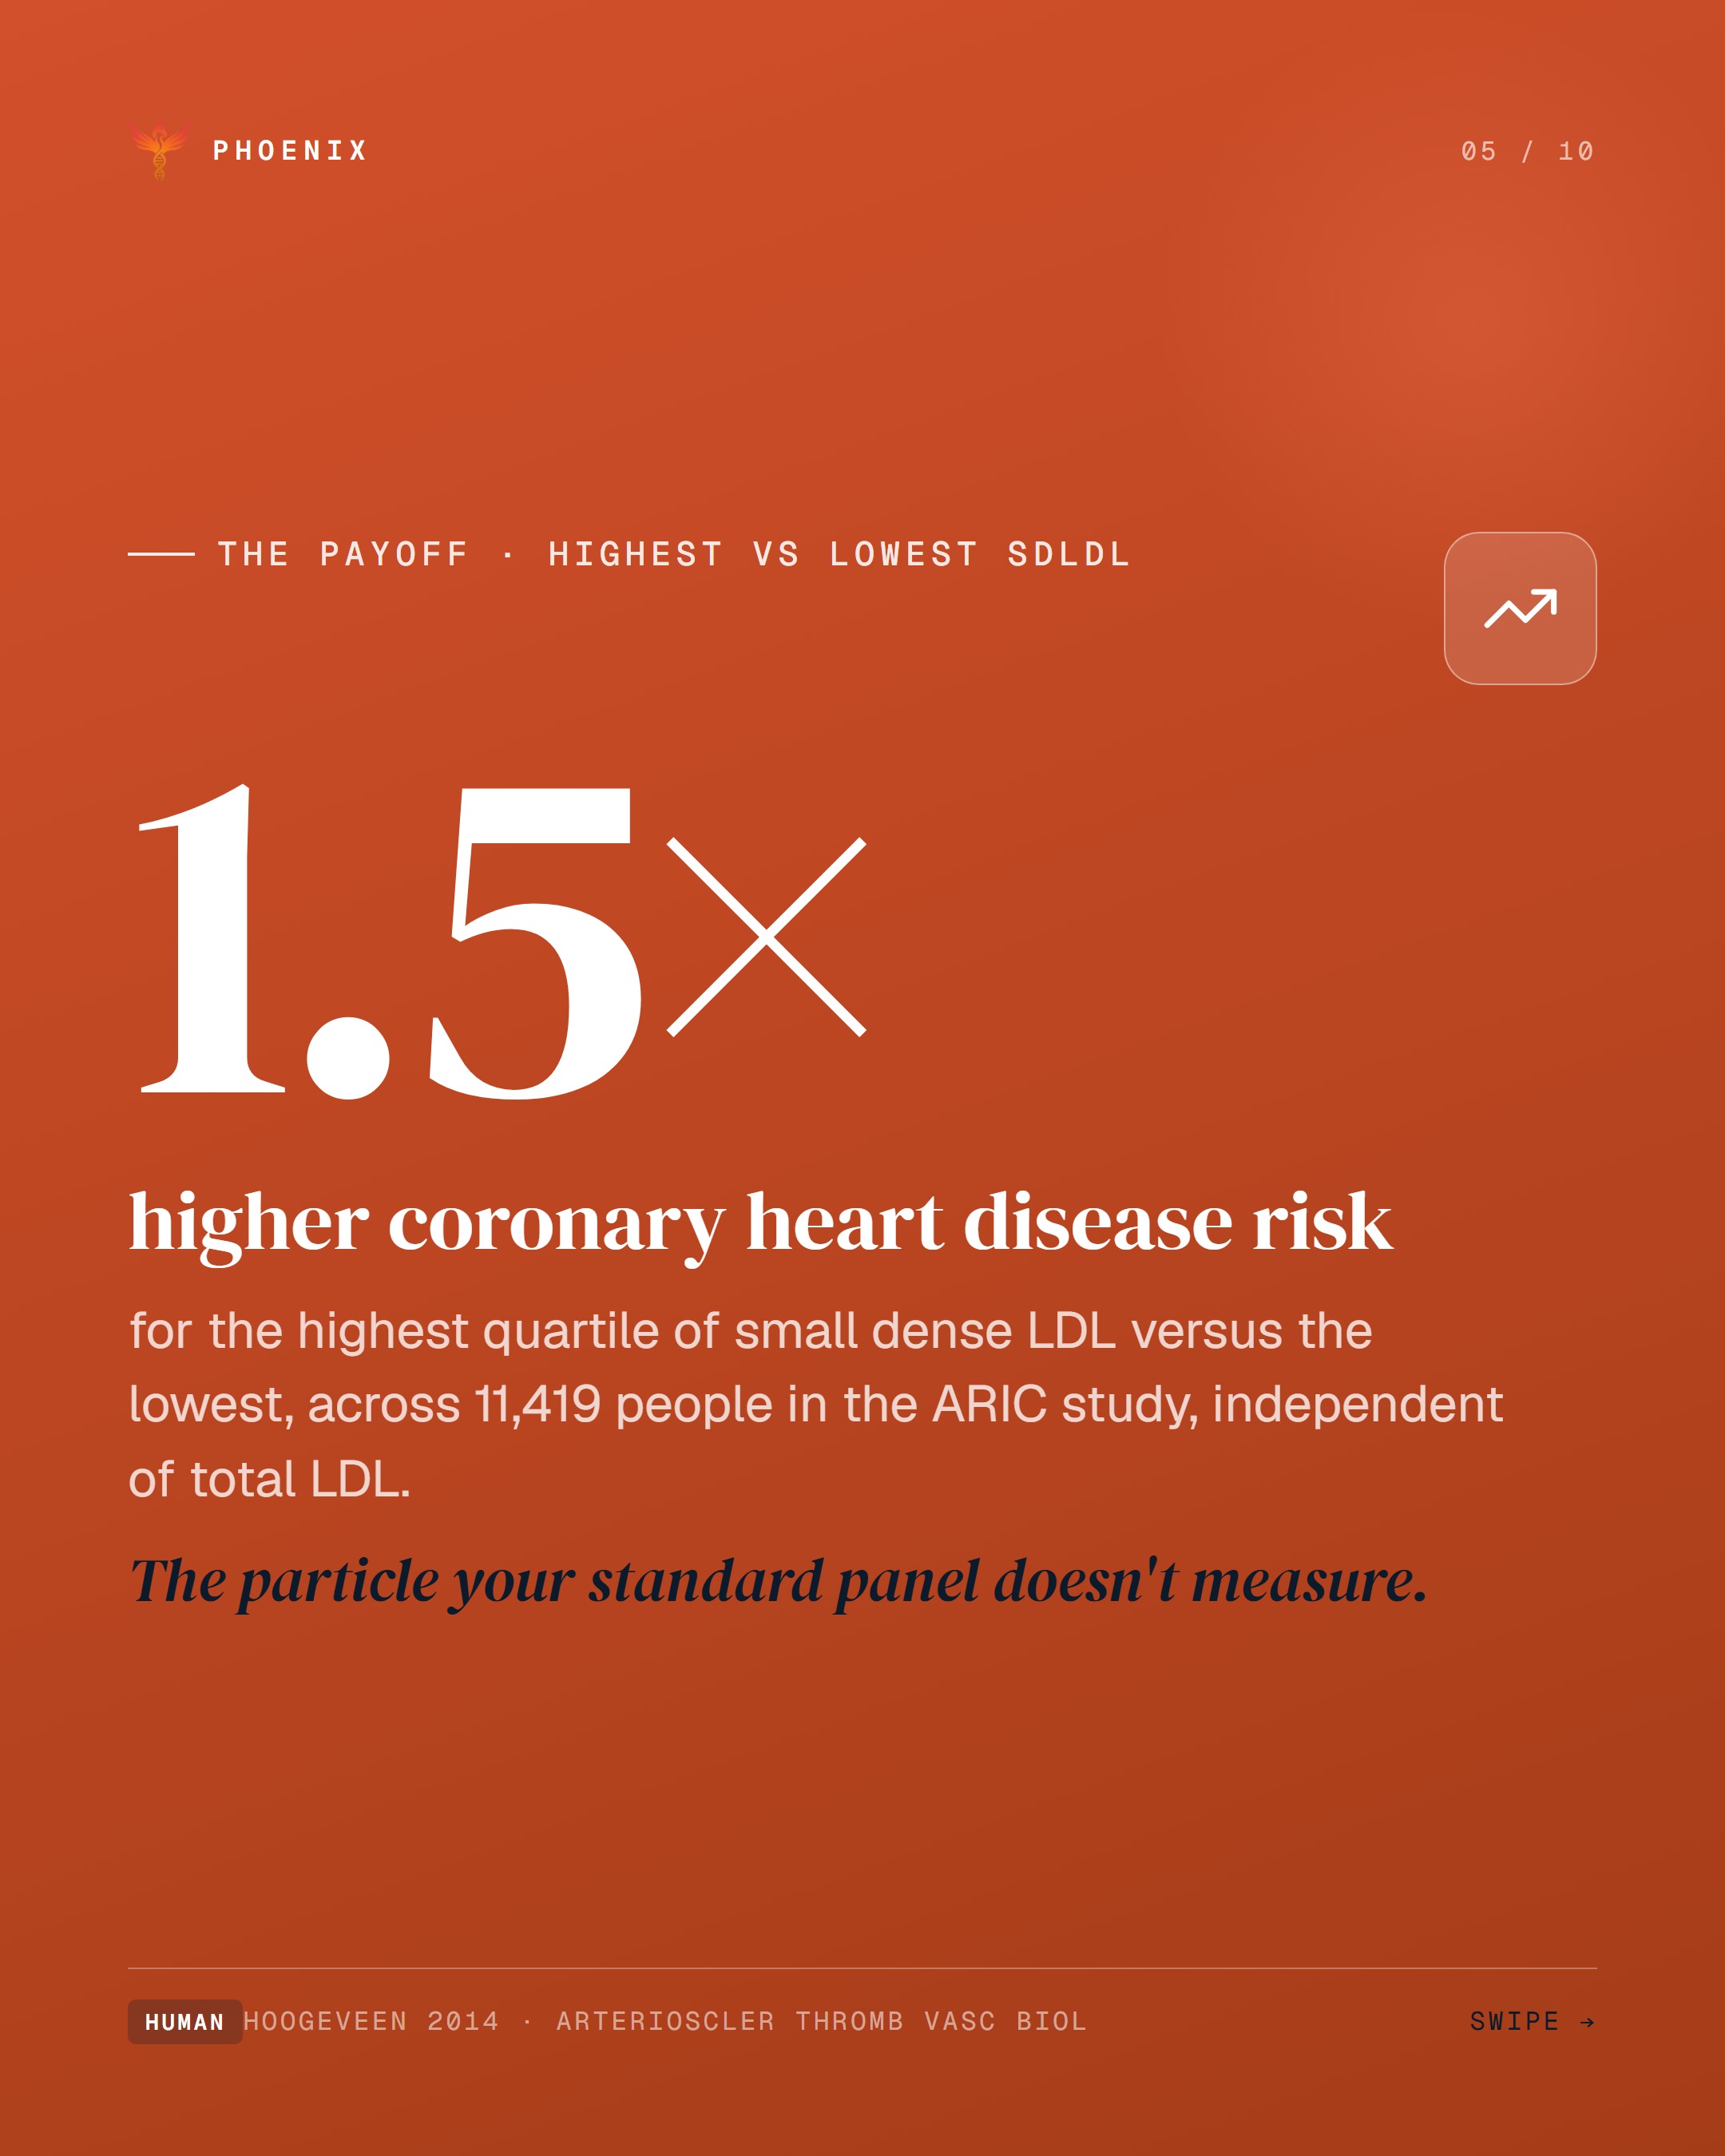 PHOENIX
05 / 10
THE PAYOFF · HIGHEST VS LOWEST SDLDL
1.5×
higher coronary heart disease risk
for the highest quartile of small dense LDL versus the
lowest, across 11,419 people in the ARIC study, independent
of total LDL.
The particle your standard panel doesn't measure.
HUMAN HOOGEVEEN 2014 · ARTERIOSCLER THROMB VASC BIOL
SWIPE →